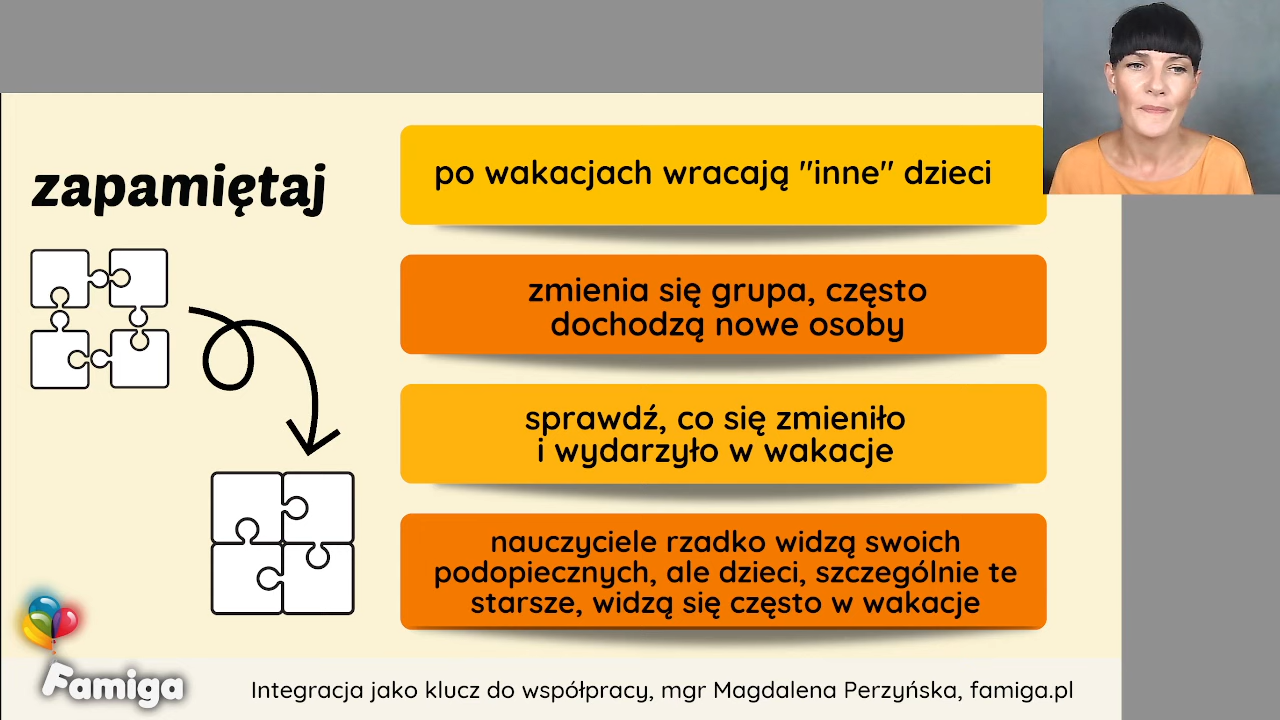 zapamiętaj
po wakacjach wracają "inne" dzieci
zmienia się grupa, często
dochodzą nowe osoby
sprawdź, co się zmieniło
i wydarzyło w wakacje
nauczyciele rzadko widzą swoich
podopiecznych, ale dzieci, szczególnie te
starsze, widzą się często w wakacje
Famiga
Integracja jako klucz do współpracy, mgr Magdalena Perzyńska, famiga.pl